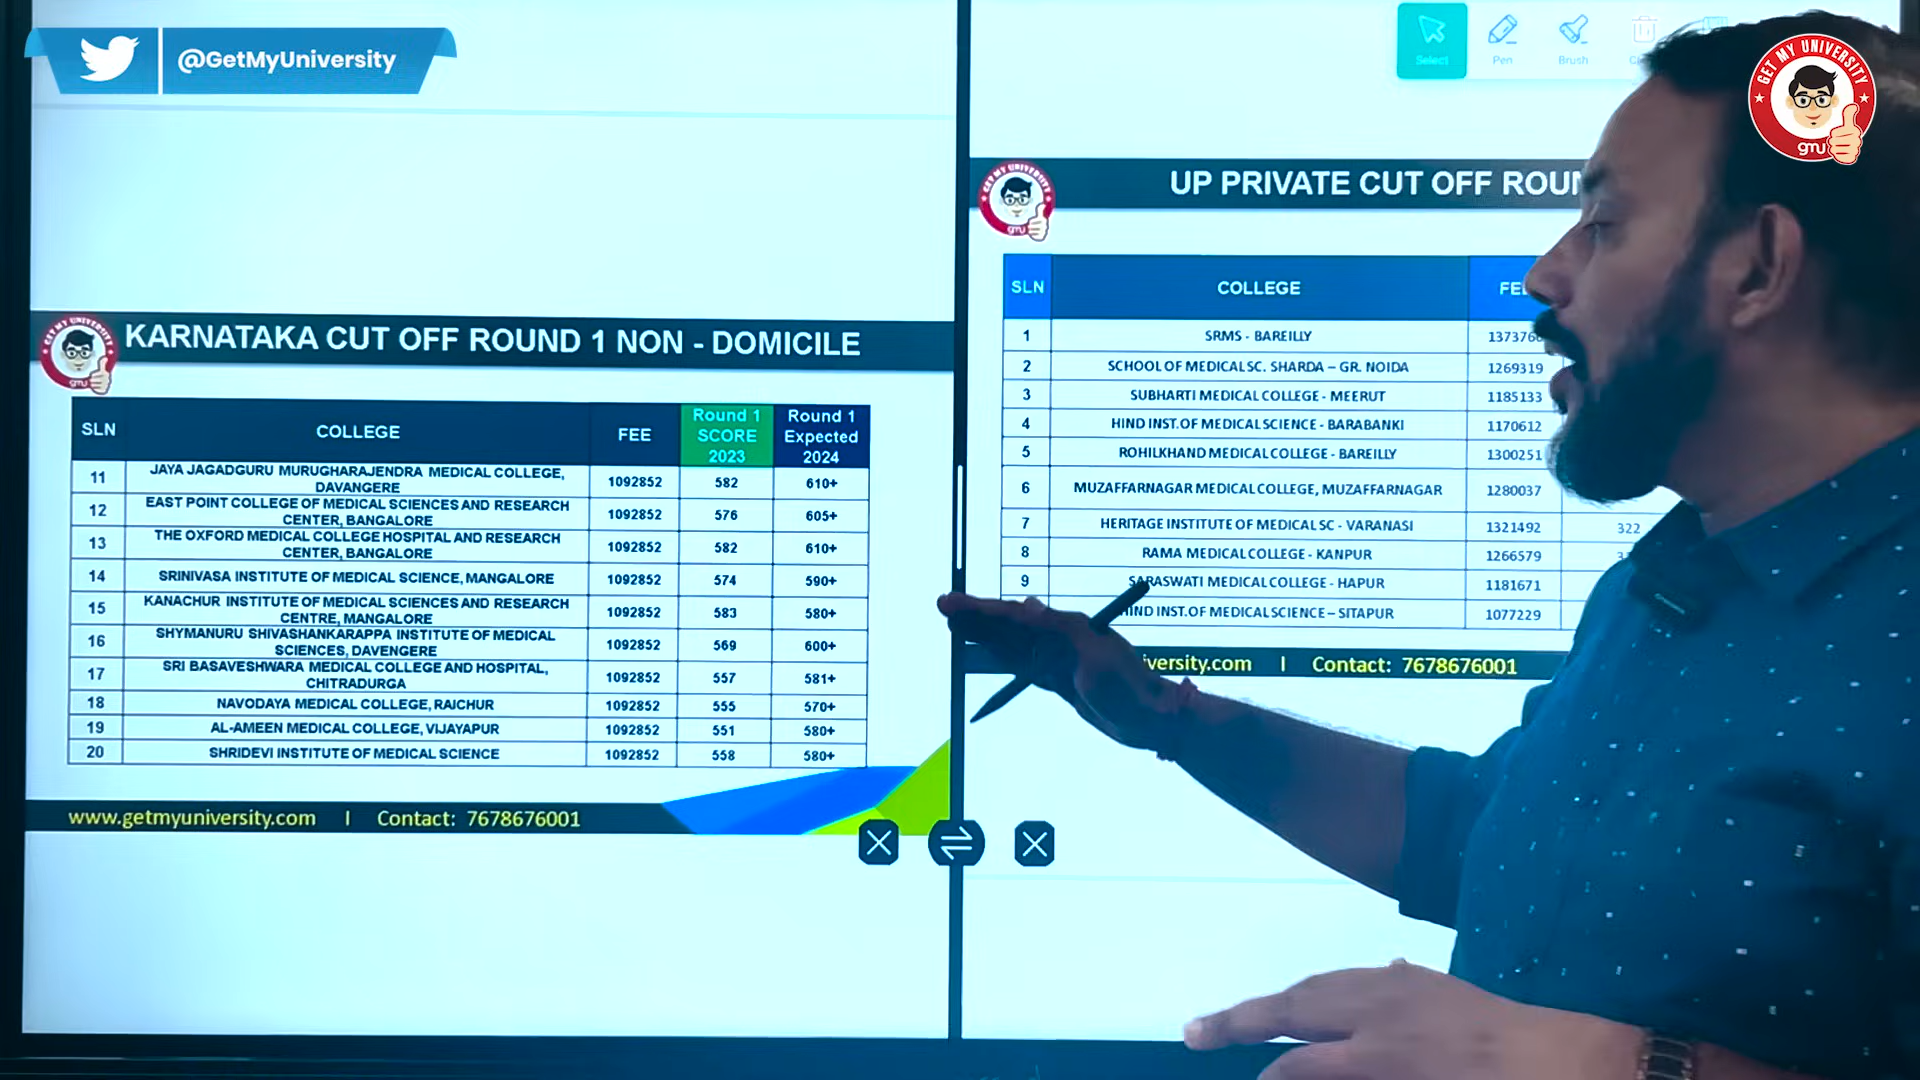 @GetMyUniversity
Select
Pen
Brush
GET MY UNIVERSITY
gmu
KARNATAKA CUT OFF ROUND 1 NON - DOMICILE
SLN COLLEGE FEE Round 1 SCORE 2023 Round 1 Expected 2024
11 JAYA JAGADGURU MURUGHARAJENDRA MEDICAL COLLEGE, DAVANGERE 1092852 582 610+
12 EAST POINT COLLEGE OF MEDICAL SCIENCES AND RESEARCH CENTER, BANGALORE 1092852 576 605+
13 THE OXFORD MEDICAL COLLEGE HOSPITAL AND RESEARCH CENTER, BANGALORE 1092852 582 610+
14 SRINIVASA INSTITUTE OF MEDICAL SCIENCE, MANGALORE 1092852 574 590+
15 KANACHUR INSTITUTE OF MEDICAL SCIENCES AND RESEARCH CENTRE, MANGALORE 1092852 583 580+
16 SHYMANURU SHIVASHANKARAPPA INSTITUTE OF MEDICAL SCIENCES, DAVENGERE 1092852 569 600+
17 SRI BASAVESHWARA MEDICAL COLLEGE AND HOSPITAL, CHITRADURGA 1092852 557 581+
18 NAVODAYA MEDICAL COLLEGE, RAICHUR 1092852 555 570+
19 AL-AMEEN MEDICAL COLLEGE, VIJAYAPUR 1092852 551 580+
20 SHRIDEVI INSTITUTE OF MEDICAL SCIENCE 1092852 558 580+
www.getmyuniversity.com I Contact: 7678676001
UP PRIVATE CUT OFF
SLN COLLEGE
1 SRMS - BAREILLY
2 SCHOOL OF MEDICAL SC. SHARDA – GR. NOIDA 1269319
3 SUBHARTI MEDICAL COLLEGE - MEERUT 1185133
4 HIND INST.OF MEDICAL SCIENCE - BARABANKI 1170612
5 ROHILKHAND MEDICAL COLLEGE - BAREILLY 1300251
6 MUZAFFARNAGAR MEDICAL COLLEGE, MUZAFFARNAGAR 1280037
7 HERITAGE INSTITUTE OF MEDICAL SC - VARANASI 1321492 322
8 RAMA MEDICAL COLLEGE - KANPUR 1266579
9 SARASWATI MEDICAL COLLEGE - HAPUR 1181671
HIND INST.OF MEDICAL SCIENCE – SITAPUR 1077229
iversity.com I Contact: 7678676001